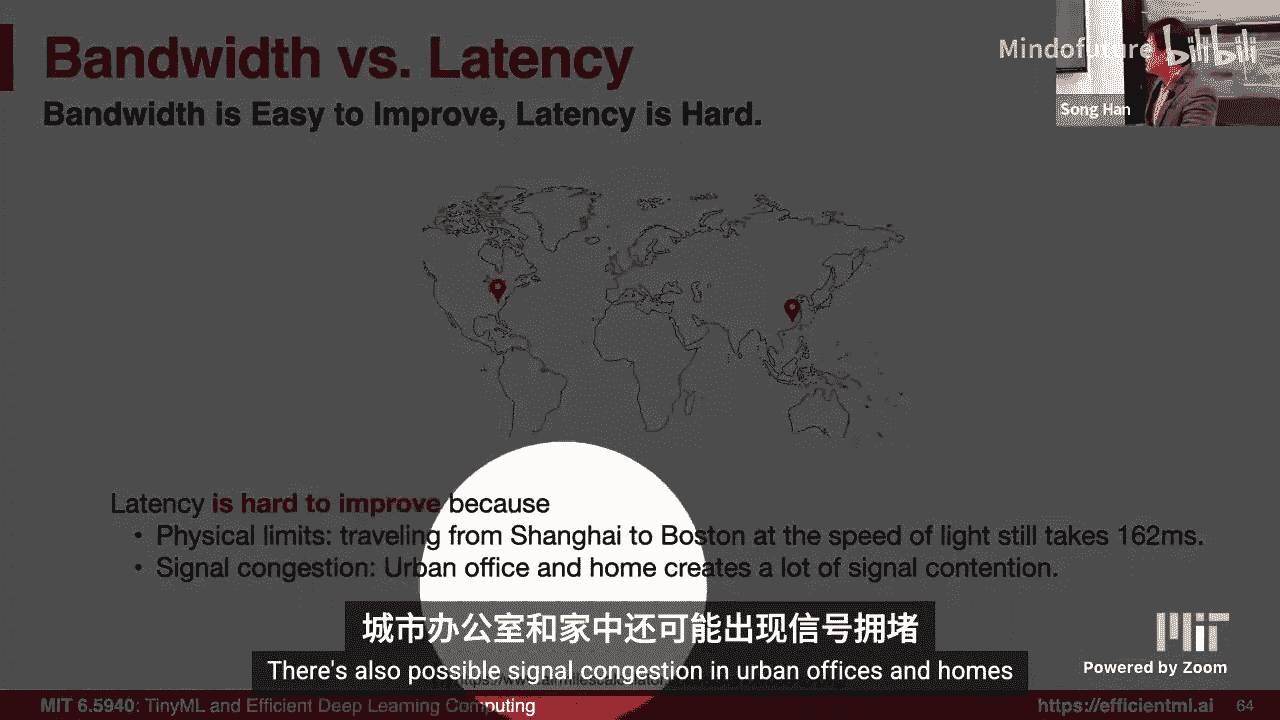 Bandwidth vs. Latency
Mindofuture bilibili
Song Han
Bandwidth is Easy to Improve, Latency is Hard.
Latency is hard to improve because
• Physical limits: traveling from Shanghai to Boston at the speed of light still takes 162ms.
• Signal congestion: Urban office and home creates a lot of signal contention.
城市办公室和家中还可能出现信号拥堵
There's also possible signal congestion in urban offices and homes
MIT
Powered by Zoom
MIT 6.5940: TinyML and Efficient Deep Learning Computing
https://efficientml.ai
64